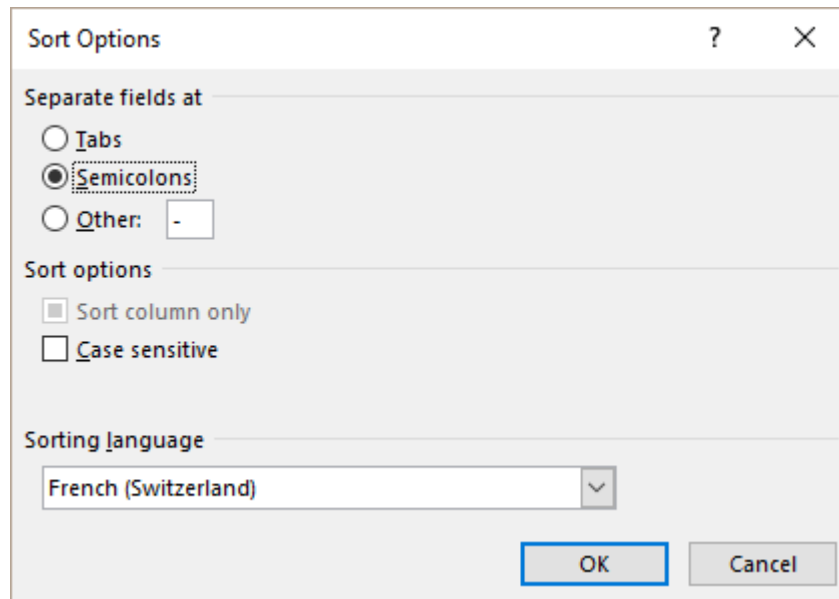 Sort Options ?
Separate fields at
Tabs
Semicolons
Other: -
Sort options
Sort column only
Case sensitive
Sorting language
French (Switzerland)
OK Cancel